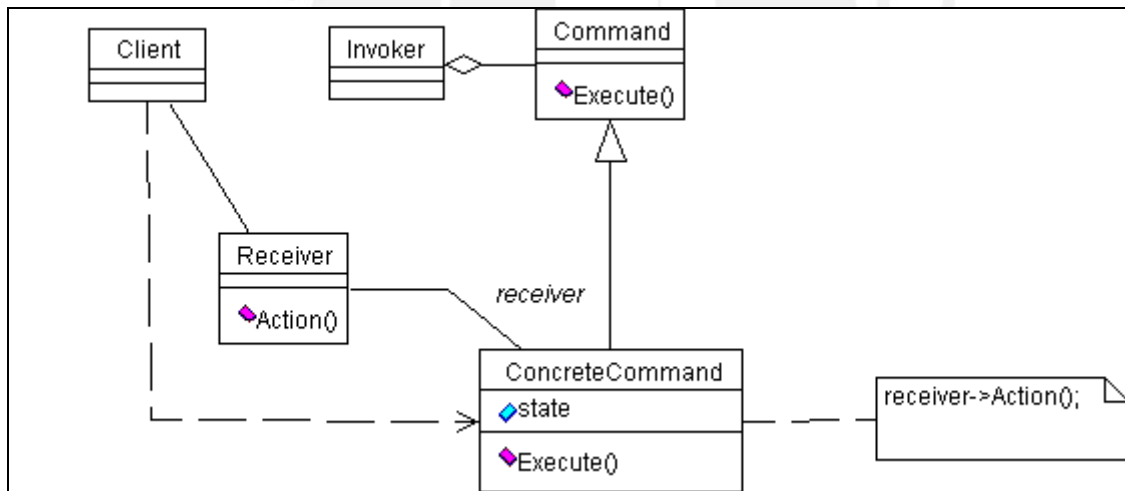 Client
Invoker
Command
Execute()
Receiver
Action()
receiver
ConcreteCommand
state
Execute()
receiver->Action();